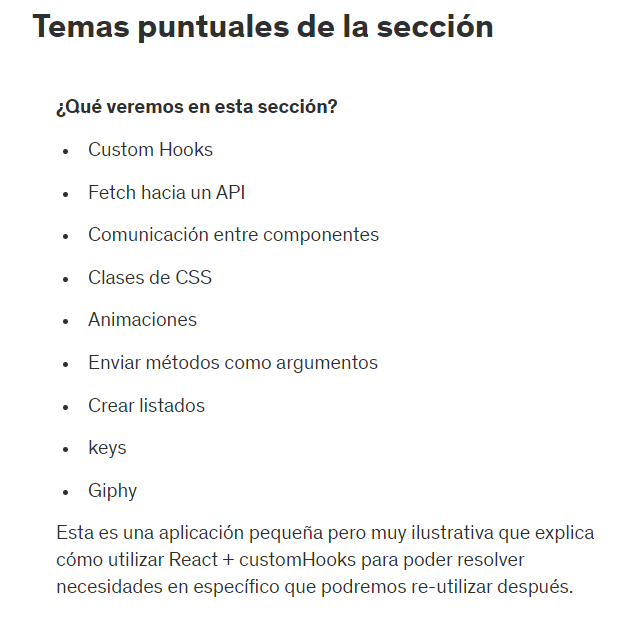 Temas puntuales de la sección
¿Qué veremos en esta sección?
• Custom Hooks
• Fetch hacia un API
• Comunicación entre componentes
• Clases de CSS
• Animaciones
• Enviar métodos como argumentos
• Crear listados
• keys
• Giphy
Esta es una aplicación pequeña pero muy ilustrativa que explica
cómo utilizar React + customHooks para poder resolver
necesidades en específico que podremos re-utilizar después.